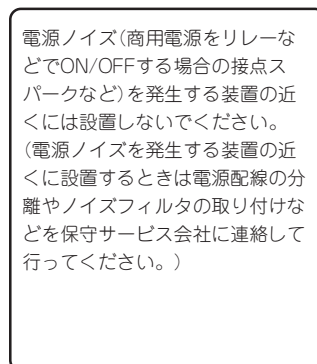 電源ノイズ(商用電源をリレーな
どでON/OFFする場合の接点ス
パークなど)を発生する装置の近
くには設置しないでください。
(電源ノイズを発生する装置の近
くに設置するときは電源配線の分
離やノイズフィルタの取り付けな
どを保守サービス会社に連絡して
行ってください。)